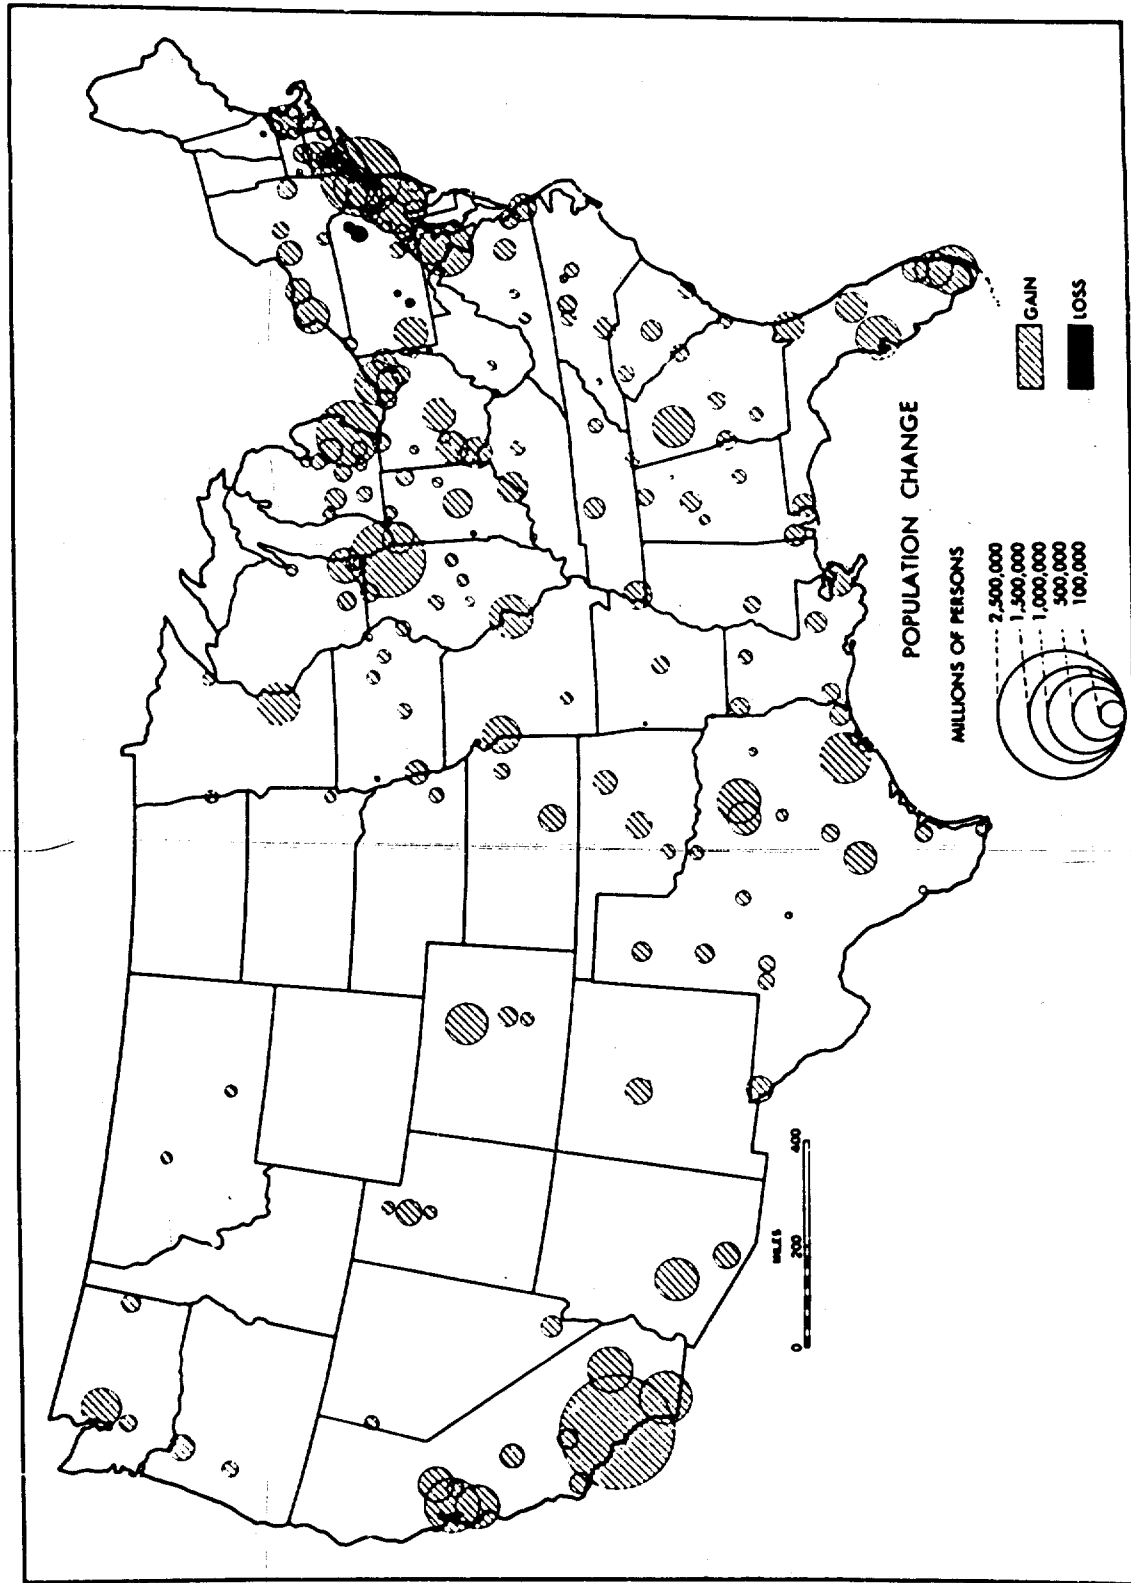 GAIN
LOSS
POPULATION CHANGE
MILLIONS OF PERSONS
2,500,000
1,500,000
1,000,000
500,000
100,000
MILES
0 200 400